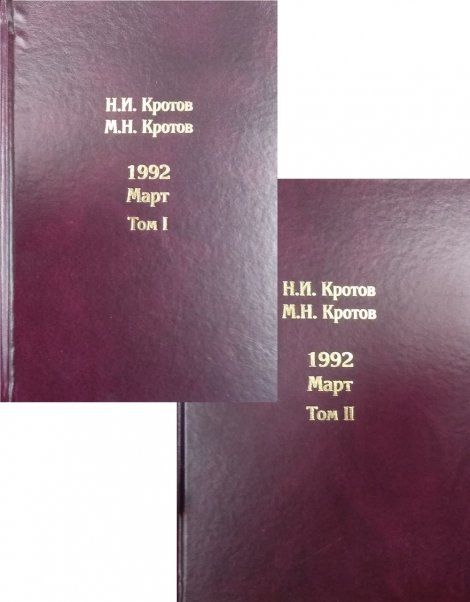 Н.И. Кротов
М.Н. Кротов
1992
Март
Том I
Н.И. Кротов
М.Н. Кротов
1992
Март
Том II